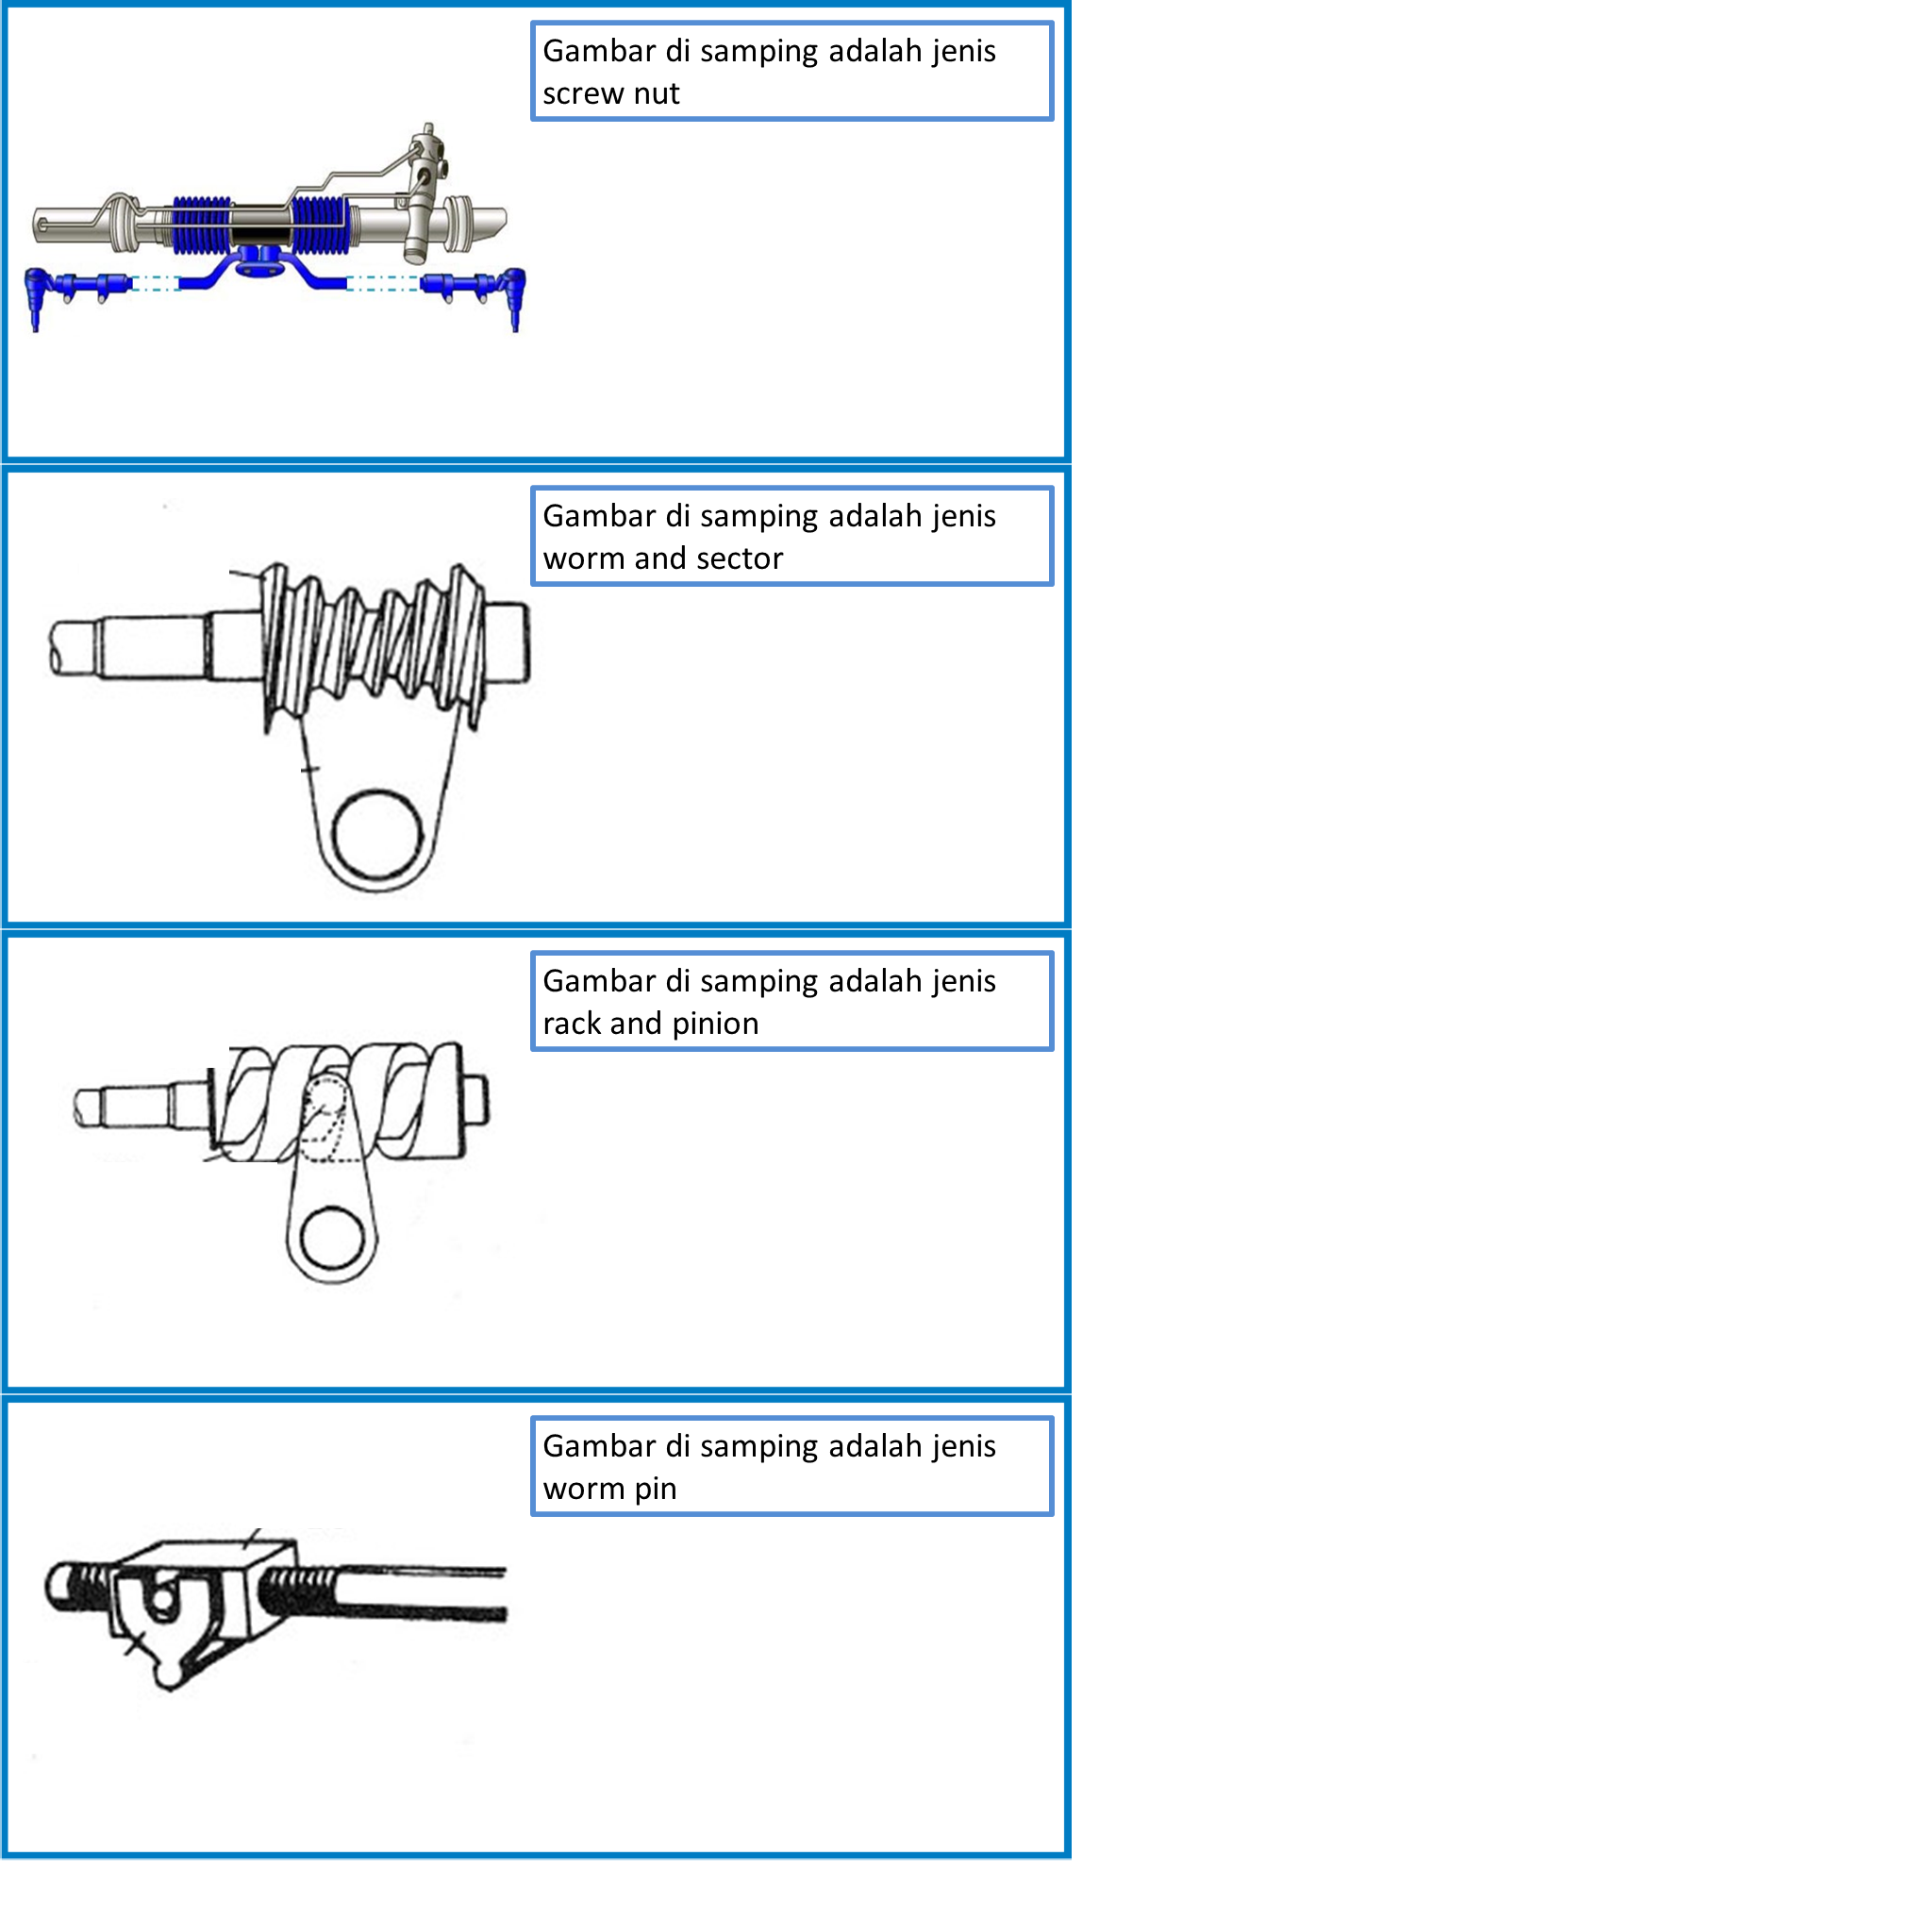 Gambar di samping adalah jenis
screw nut
Gambar di samping adalah jenis
worm and sector
Gambar di samping adalah jenis
rack and pinion
Gambar di samping adalah jenis
worm pin